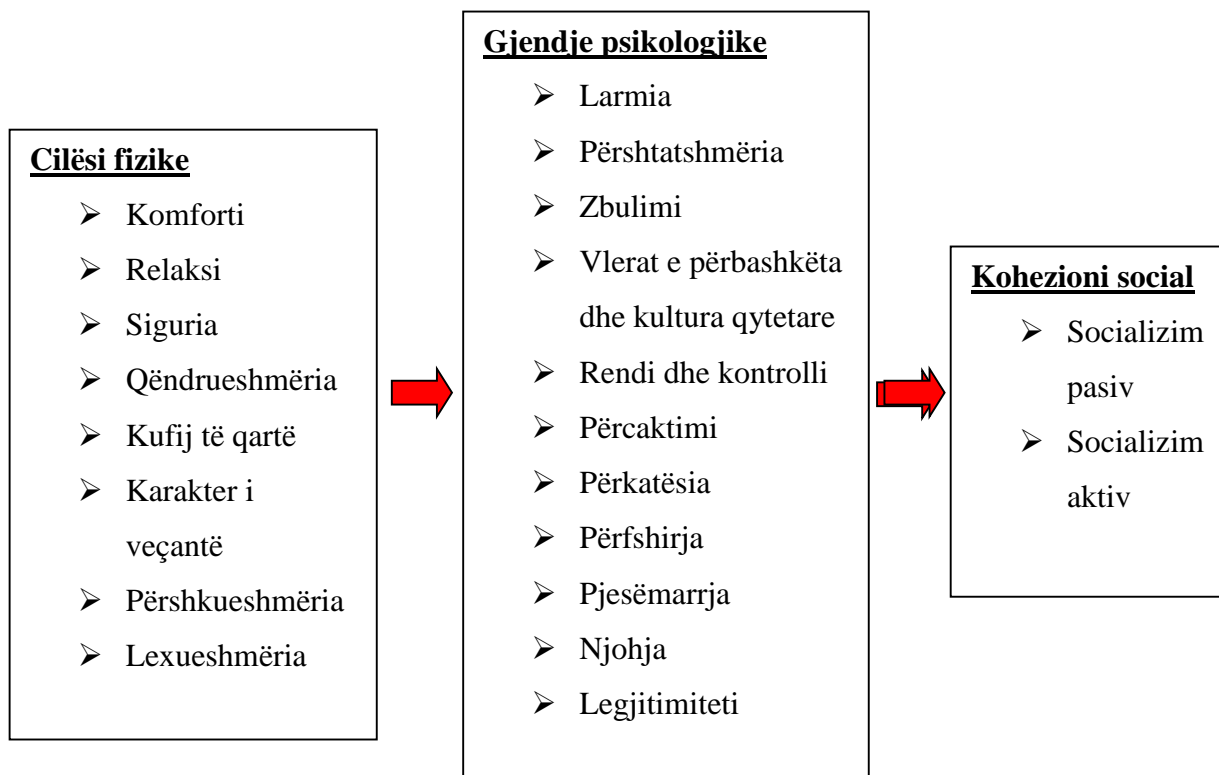 Cilësi fizike
➢ Komforti
➢ Relaksi
➢ Siguria
➢ Qëndrueshmëria
➢ Kufij të qartë
➢ Karakter i
veçantë
➢ Përshkueshmëria
➢ Lexueshmëria
Gjendje psikologjike
➢ Larmia
➢ Përshtatshmëria
➢ Zbulimi
➢ Vlerat e përbashkëta
dhe kultura qytetare
➢ Rendi dhe kontrolli
➢ Përcaktimi
➢ Përkatësia
➢ Përfshirja
➢ Pjesëmarrja
➢ Njohja
➢ Legjitimiteti
Kohezioni social
➢ Socializim
pasiv
➢ Socializim
aktiv